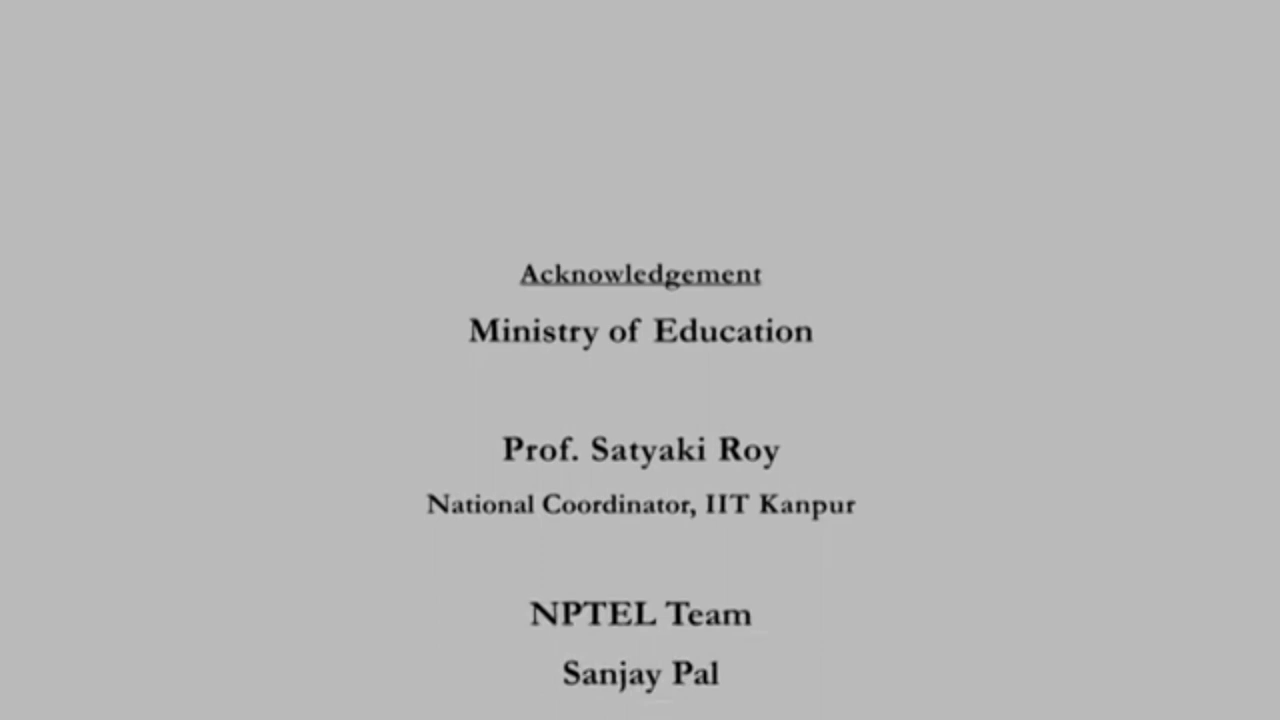 Acknowledgement
Ministry of Education
Prof. Satyaki Roy
National Coordinator, IIT Kanpur
NPTEL Team
Sanjay Pal